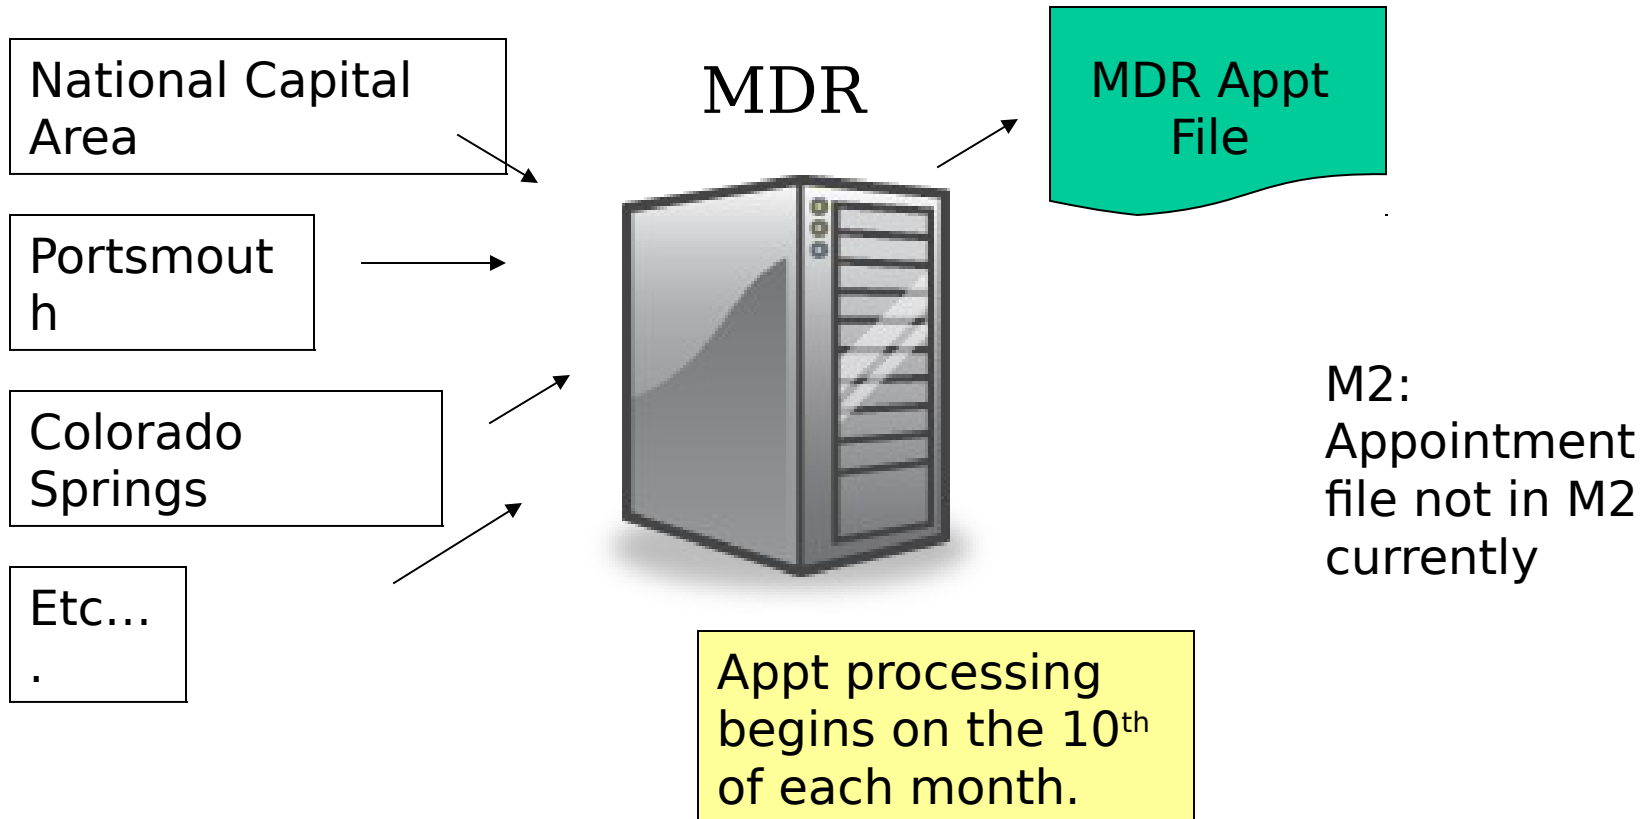 National Capital
Area
Portsmout
h
Colorado
Springs
Etc…
.
MDR
MDR Appt
File
M2:
Appointment
file not in M2
currently
Appt processing
begins on the 10th
of each month.